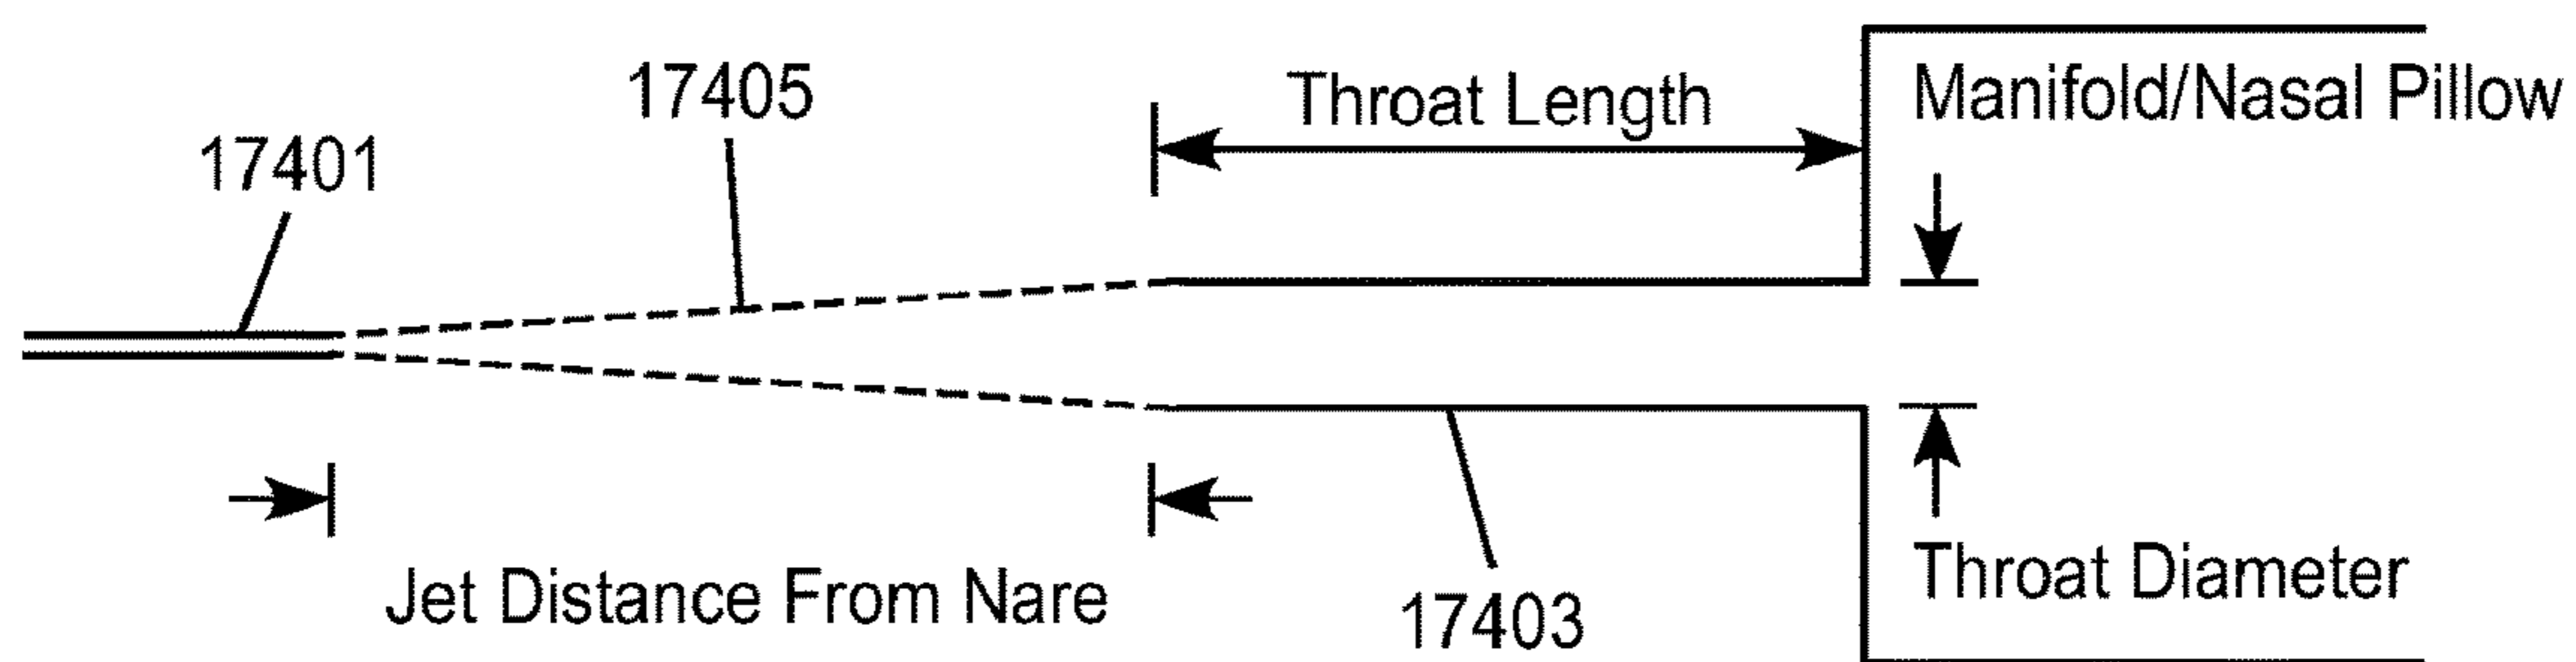 17401
17405
Throat Length
Manifold/Nasal Pillow
Jet Distance From Nare
17403
Throat Diameter